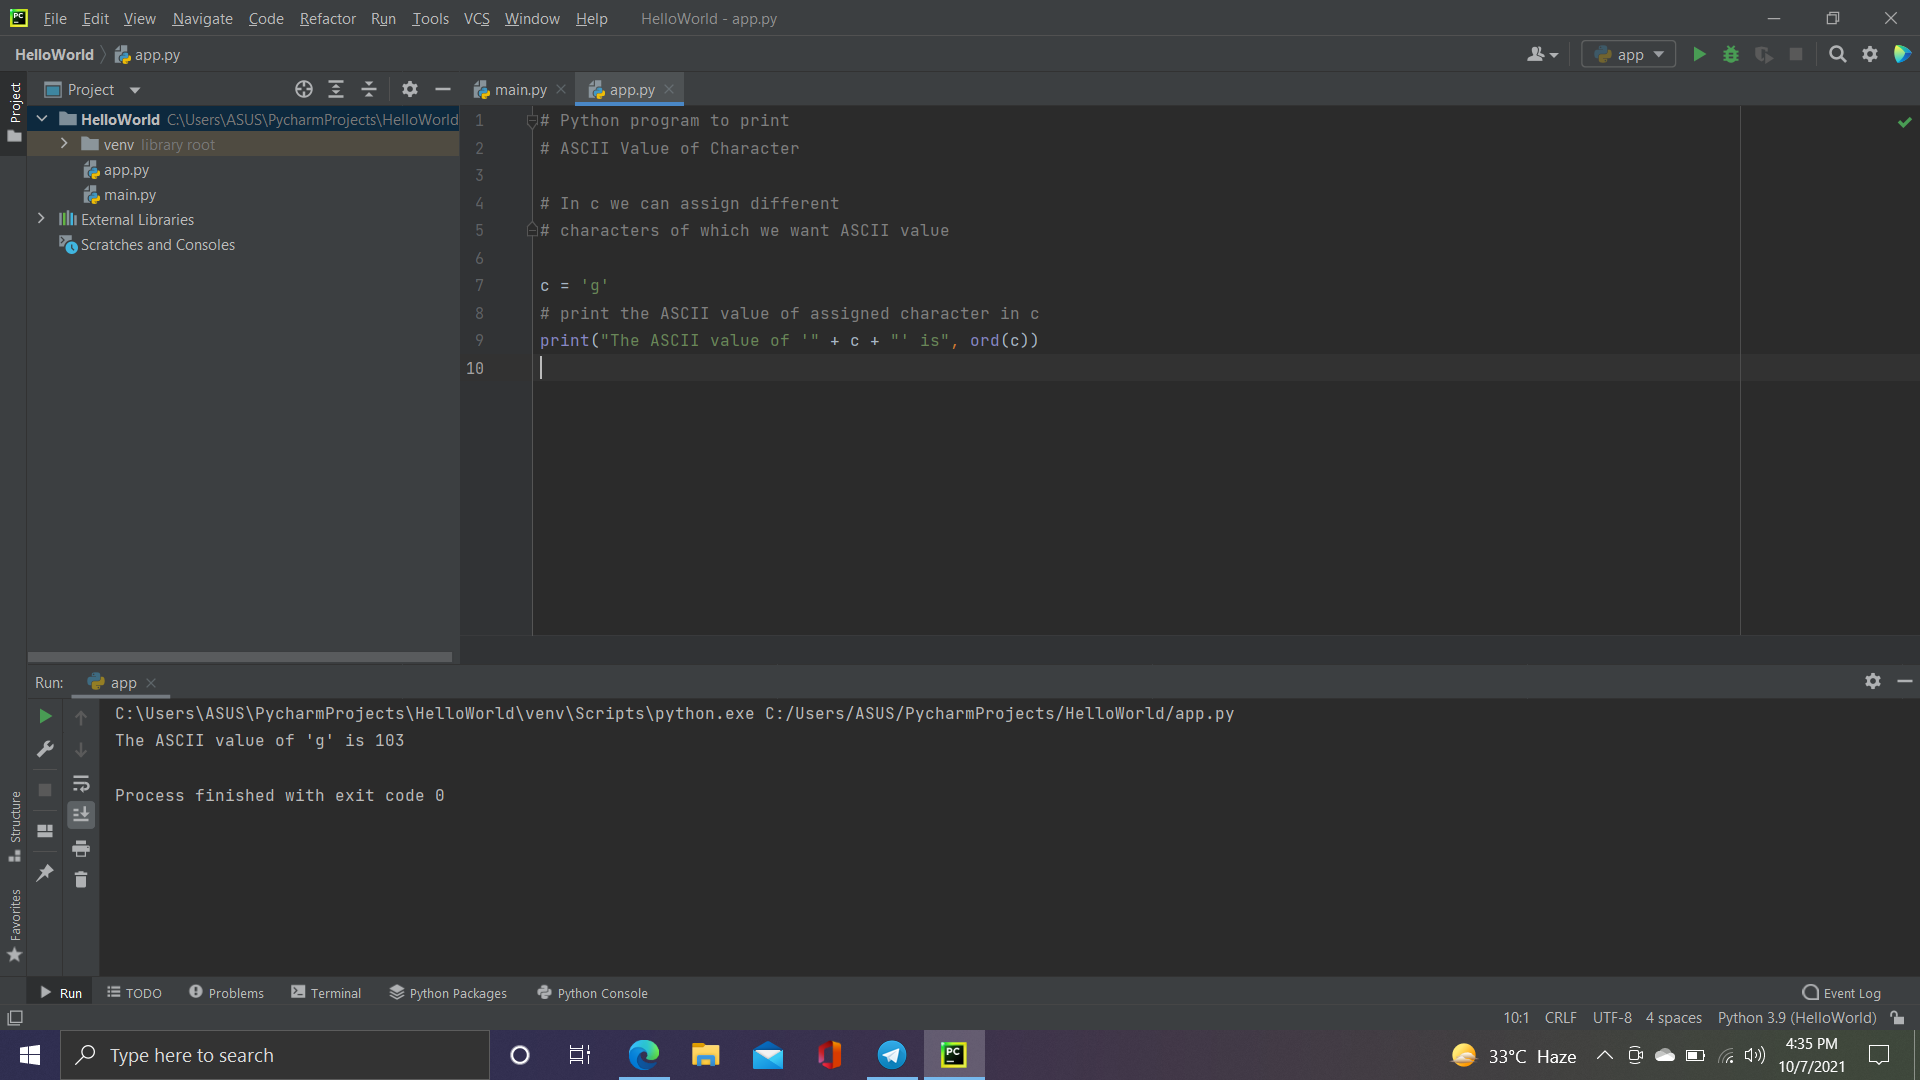 File Edit View Navigate Code Refactor Run Tools VCS Window Help HelloWorld - app.py
HelloWorld app.py app
Project
Project main.py app.py
HelloWorld C:\Users\ASUS\PycharmProjects\HelloWorld
venv library root
app.py
main.py
External Libraries
Scratches and Consoles
1 # Python program to print
2 # ASCII Value of Character
3
4 # In c we can assign different
5 # characters of which we want ASCII value
6
7 c = 'g'
8 # print the ASCII value of assigned character in c
9 print("The ASCII value of '" + c + "' is", ord(c))
10
Run: app
C:\Users\ASUS\PycharmProjects\HelloWorld\venv\Scripts\python.exe C:/Users/ASUS/PycharmProjects/HelloWorld/app.py
The ASCII value of 'g' is 103
Process finished with exit code 0
Structure
Favorites
Run TODO Problems Terminal Python Packages Python Console Event Log
10:1 CRLF UTF-8 4 spaces Python 3.9 (HelloWorld)
Type here to search PC 33°C Haze 4:35 PM
10/7/2021